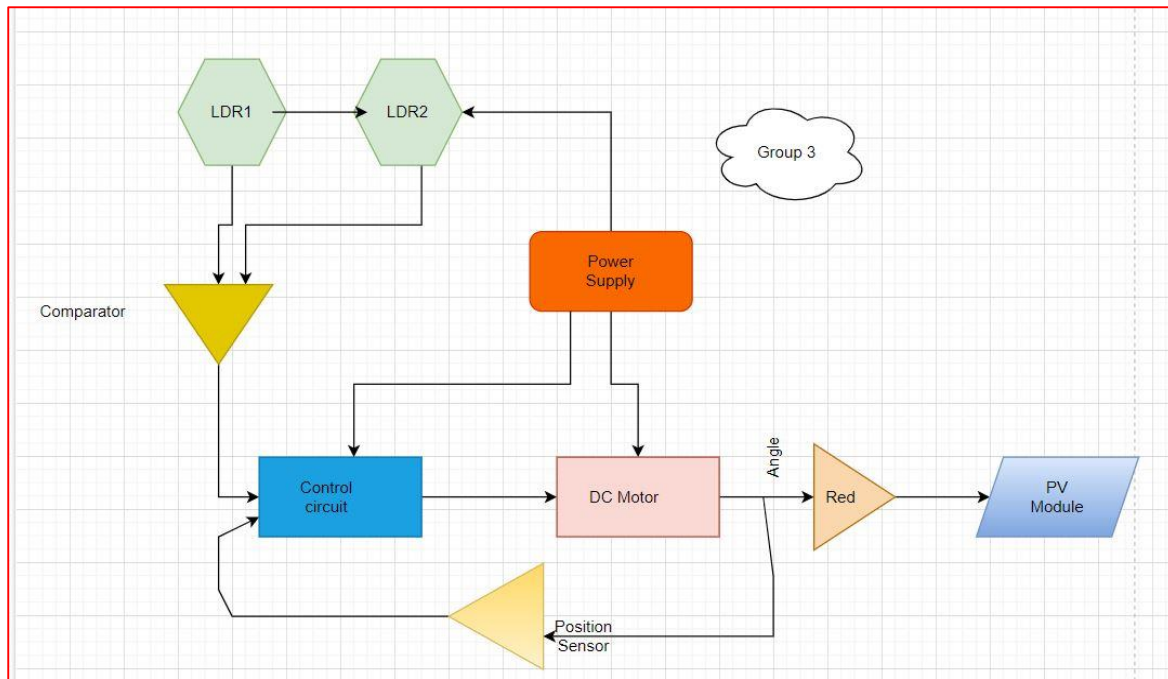 LDR1
LDR2
Group 3
Power
Supply
Comparator
Angle
Control
circuit
DC Motor
Red
PV
Module
Position
Sensor